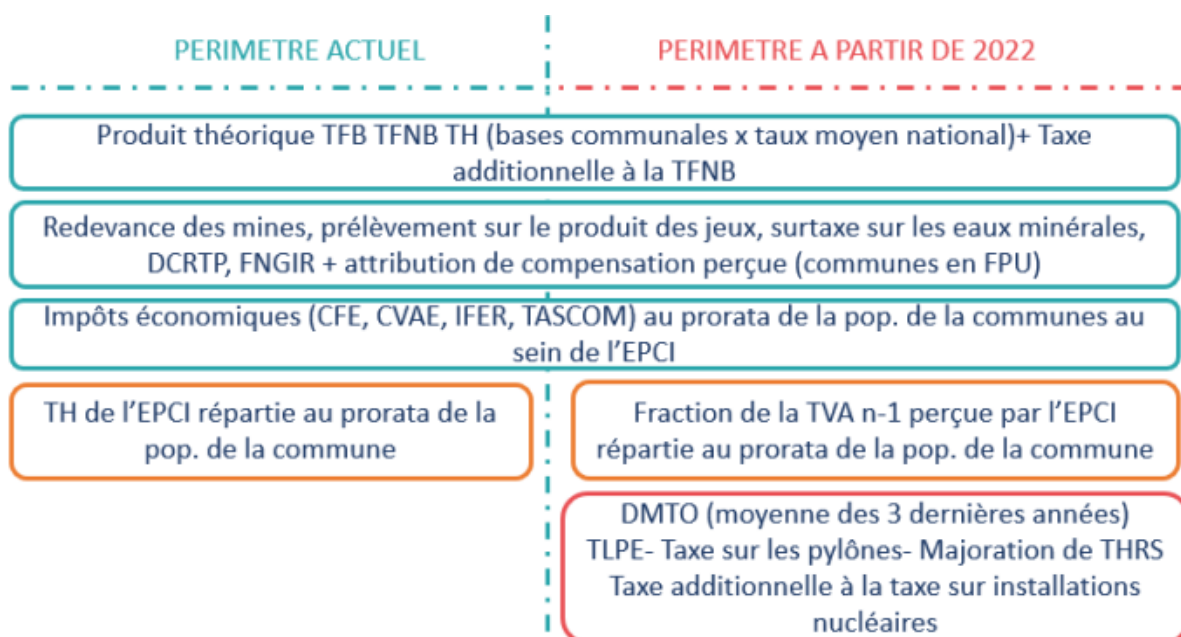 PERIMETRE ACTUEL
PERIMETRE A PARTIR DE 2022
Produit théorique TFB TFNB TH (bases communales x taux moyen national)+ Taxe
additionnelle à la TFNB
Redevance des mines, prélèvement sur le produit des jeux, surtaxe sur les eaux minérales,
DCRTP, FNGIR + attribution de compensation perçue (communes en FPU)
Impôts économiques (CFE, CVAE, IFER, TASCOM) au prorata de la pop. de la communes au
sein de l’EPCI
TH de l’EPCI répartie au prorata de la
pop. de la commune
Fraction de la TVA n-1 perçue par l’EPCI
répartie au prorata de la pop. de la commune
DMTO (moyenne des 3 dernières années)
TLPE- Taxe sur les pylônes- Majoration de THRS
Taxe additionnelle à la taxe sur installations
nucléaires